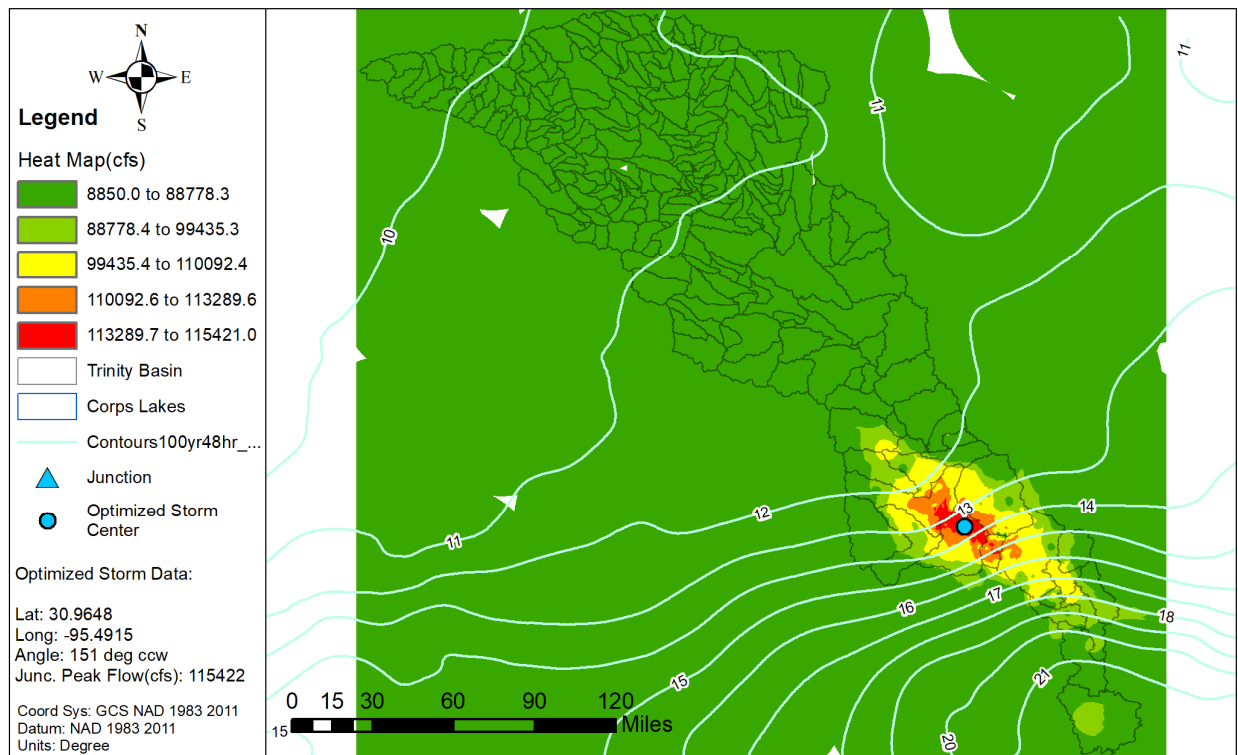 N
W E
S
Legend
Heat Map(cfs)
8850.0 to 88778.3
88778.4 to 99435.3
99435.4 to 110092.4
110092.6 to 113289.6
113289.7 to 115421.0
Trinity Basin
Corps Lakes
Contours100yr48hr_...
Junction
Optimized Storm
Center
Optimized Storm Data:
Lat: 30.9648
Long: -95.4915
Angle: 151 deg ccw
Junc. Peak Flow(cfs): 115422
Coord Sys: GCS NAD 1983 2011
Datum: NAD 1983 2011
Units: Degree
11
11
10
12
13
14
11
16
17
18
15
21
20
15
0 15 30 60 90 120
Miles